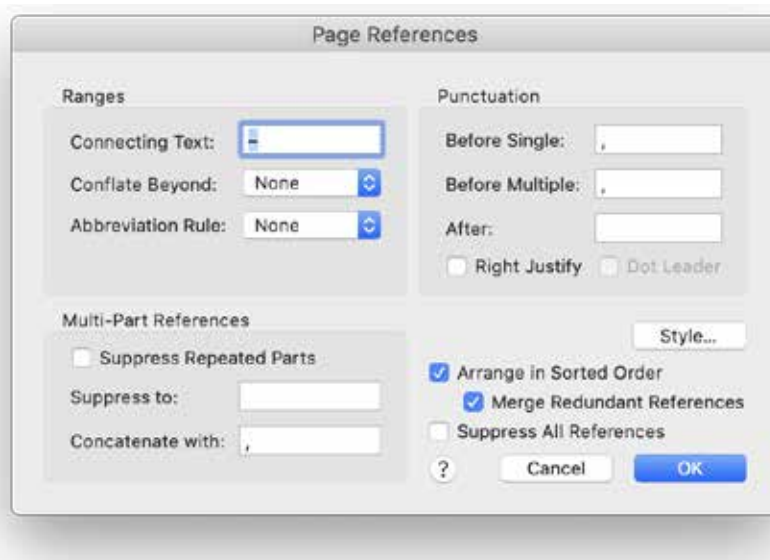 Page References
Ranges
Connecting Text: –
Conflate Beyond: None
Abbreviation Rule: None
Punctuation
Before Single: ,
Before Multiple: ,
After:
Right Justify Dot Leader
Multi-Part References
Suppress Repeated Parts
Suppress to:
Concatenate with: ,
Style...
Arrange in Sorted Order
Merge Redundant References
Suppress All References
? Cancel OK